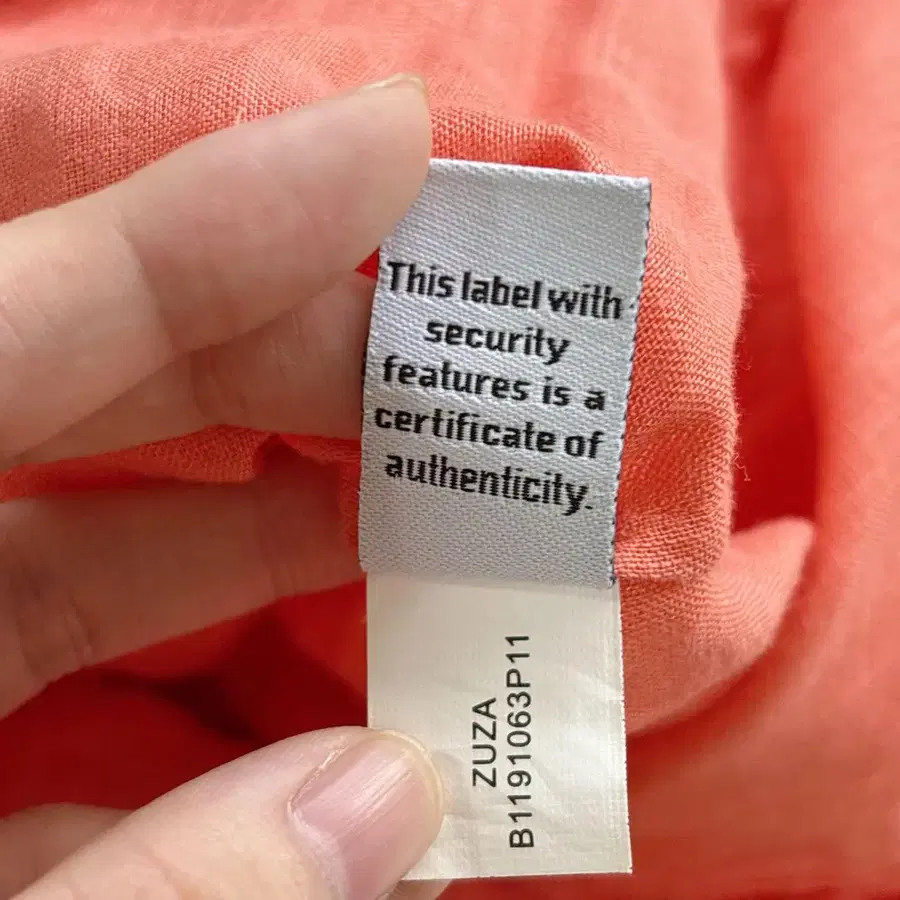 This label with
security
features is a
certificate of
authenticity.
ZUZA
B1191063P11